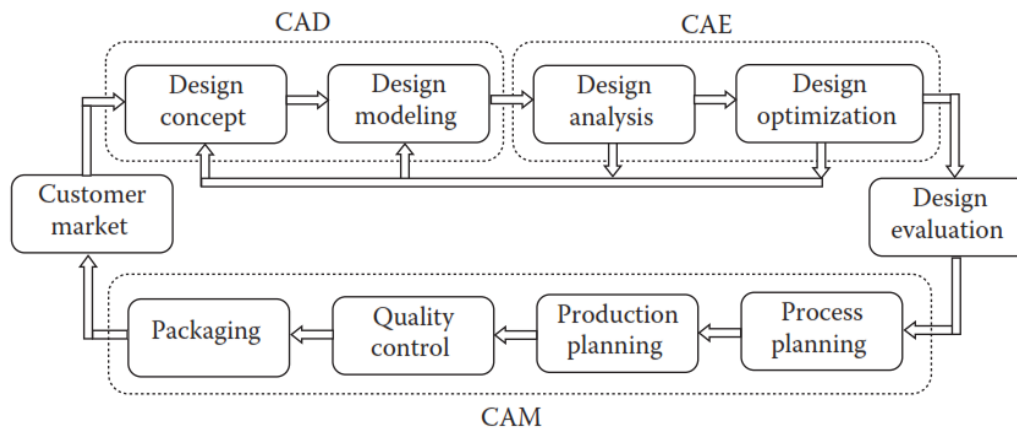 CAD
CAE
Design
concept
Design
modeling
Design
analysis
Design
optimization
Customer
market
Design
evaluation
Packaging
Quality
control
Production
planning
Process
planning
CAM